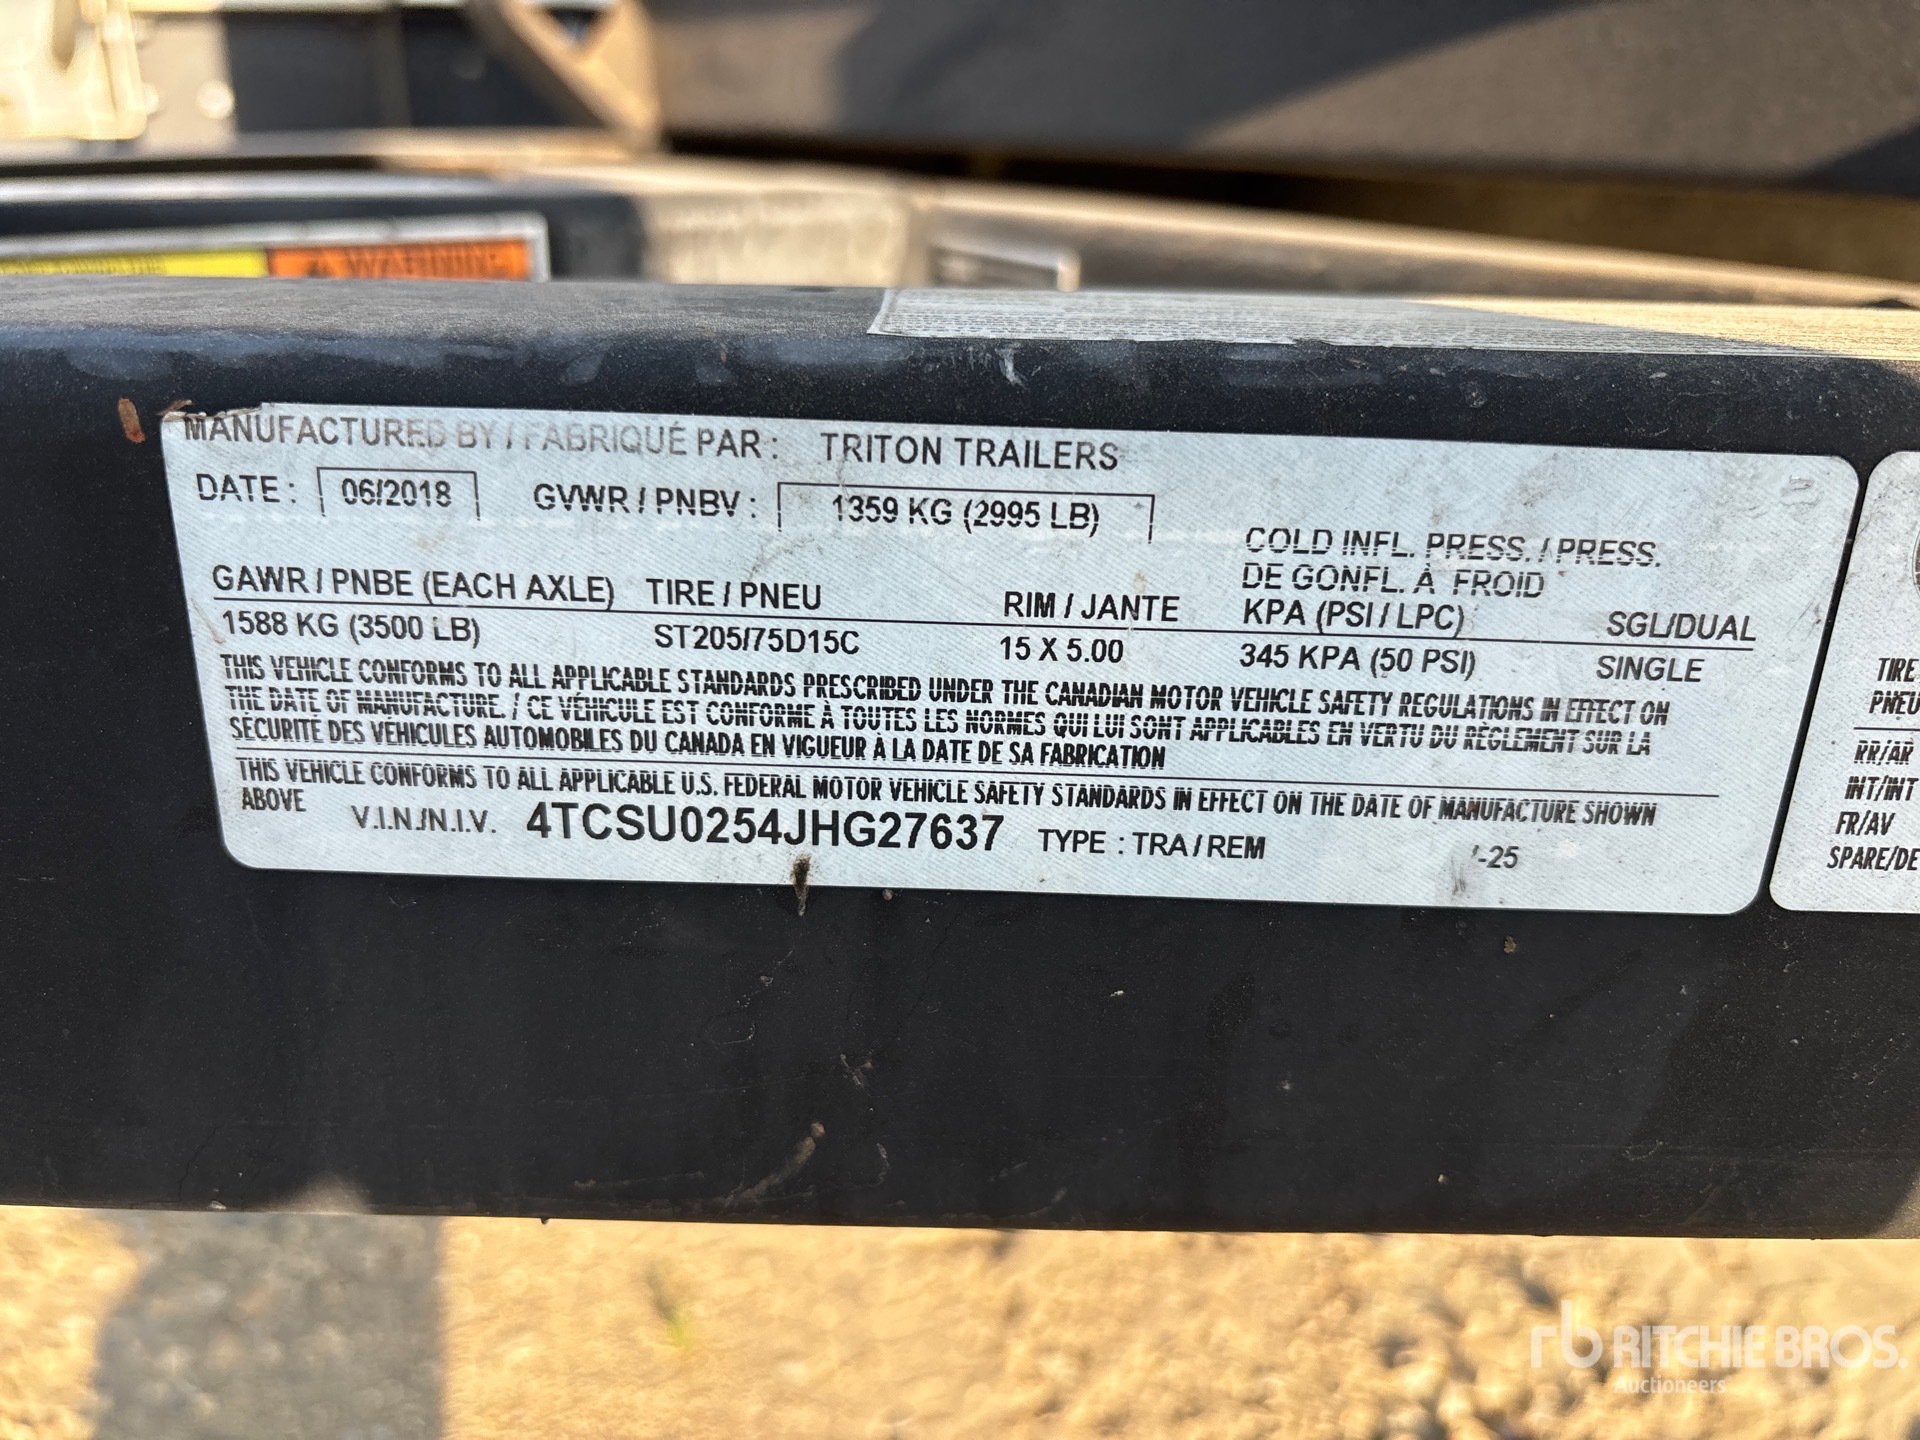 WARNING
MANUFACTURED BY / FABRIQUÉ PAR : TRITON TRAILERS
DATE : 06/2018 GVWR / PNBV : 1359 KG (2995 LB)
COLD INFL. PRESS. / PRESS.
DE GONFL. À FROID
GAWR / PNBE (EACH AXLE) TIRE / PNEU RIM / JANTE KPA (PSI / LPC) SGL/DUAL
1588 KG (3500 LB) ST205/75D15C 15 X 5.00 345 KPA (50 PSI) SINGLE
THIS VEHICLE CONFORMS TO ALL APPLICABLE STANDARDS PRESCRIBED UNDER THE CANADIAN MOTOR VEHICLE SAFETY REGULATIONS IN EFFECT ON
THE DATE OF MANUFACTURE. / CE VÉHICULE EST CONFORME À TOUTES LES NORMES QUI LUI SONT APPLICABLES EN VERTU DU RÈGLEMENT SUR LA
SÉCURITÉ DES VÉHICULES AUTOMOBILES DU CANADA EN VIGUEUR À LA DATE DE SA FABRICATION
THIS VEHICLE CONFORMS TO ALL APPLICABLE U.S. FEDERAL MOTOR VEHICLE SAFETY STANDARDS IN EFFECT ON THE DATE OF MANUFACTURE SHOWN
ABOVE V.I.N./N.I.V. 4TCSU0254JHG27637 TYPE : TRA / REM -25
TIRE
PNEU
RR/AR
INT/INT
FR/AV
SPARE/DE
rb RITCHIE BROS.
Auctioneers